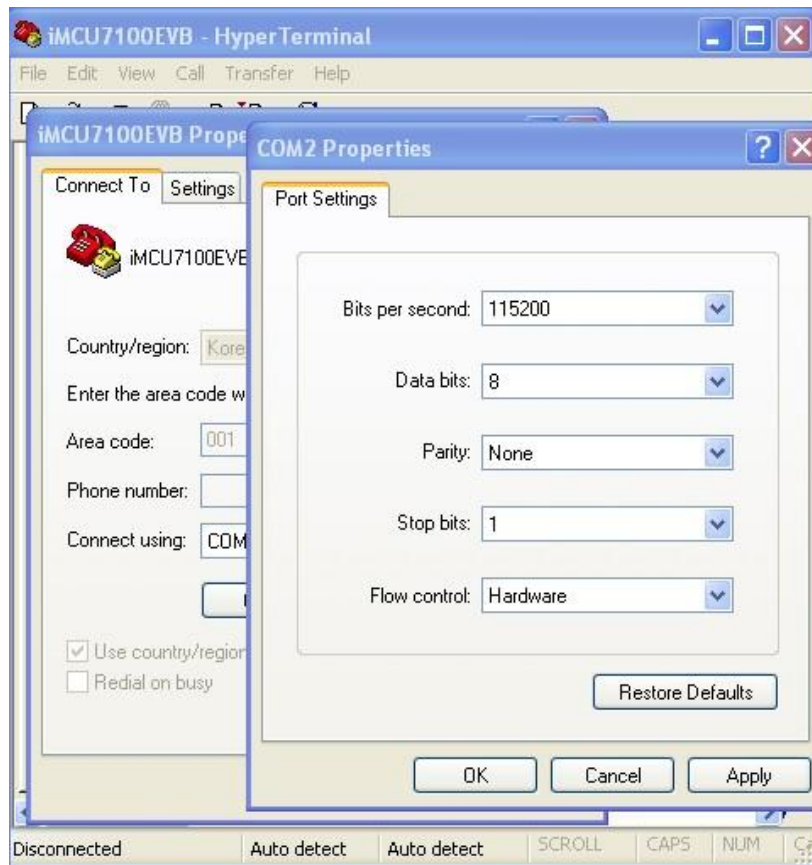 iMCU7100EVB - HyperTerminal
File Edit View Call Transfer Help
iMCU7100EVB Prope
COM2 Properties
Connect To Settings
Port Settings
iMCU7100EVE
Bits per second: 115200
Country/region: Kore
Data bits: 8
Enter the area code w
Area code: 001
Parity: None
Phone number:
Stop bits: 1
Connect using: COM
Flow control: Hardware
Use country/region
Redial on busy
Restore Defaults
OK Cancel Apply
Disconnected Auto detect Auto detect SCROLL CAPS NUM